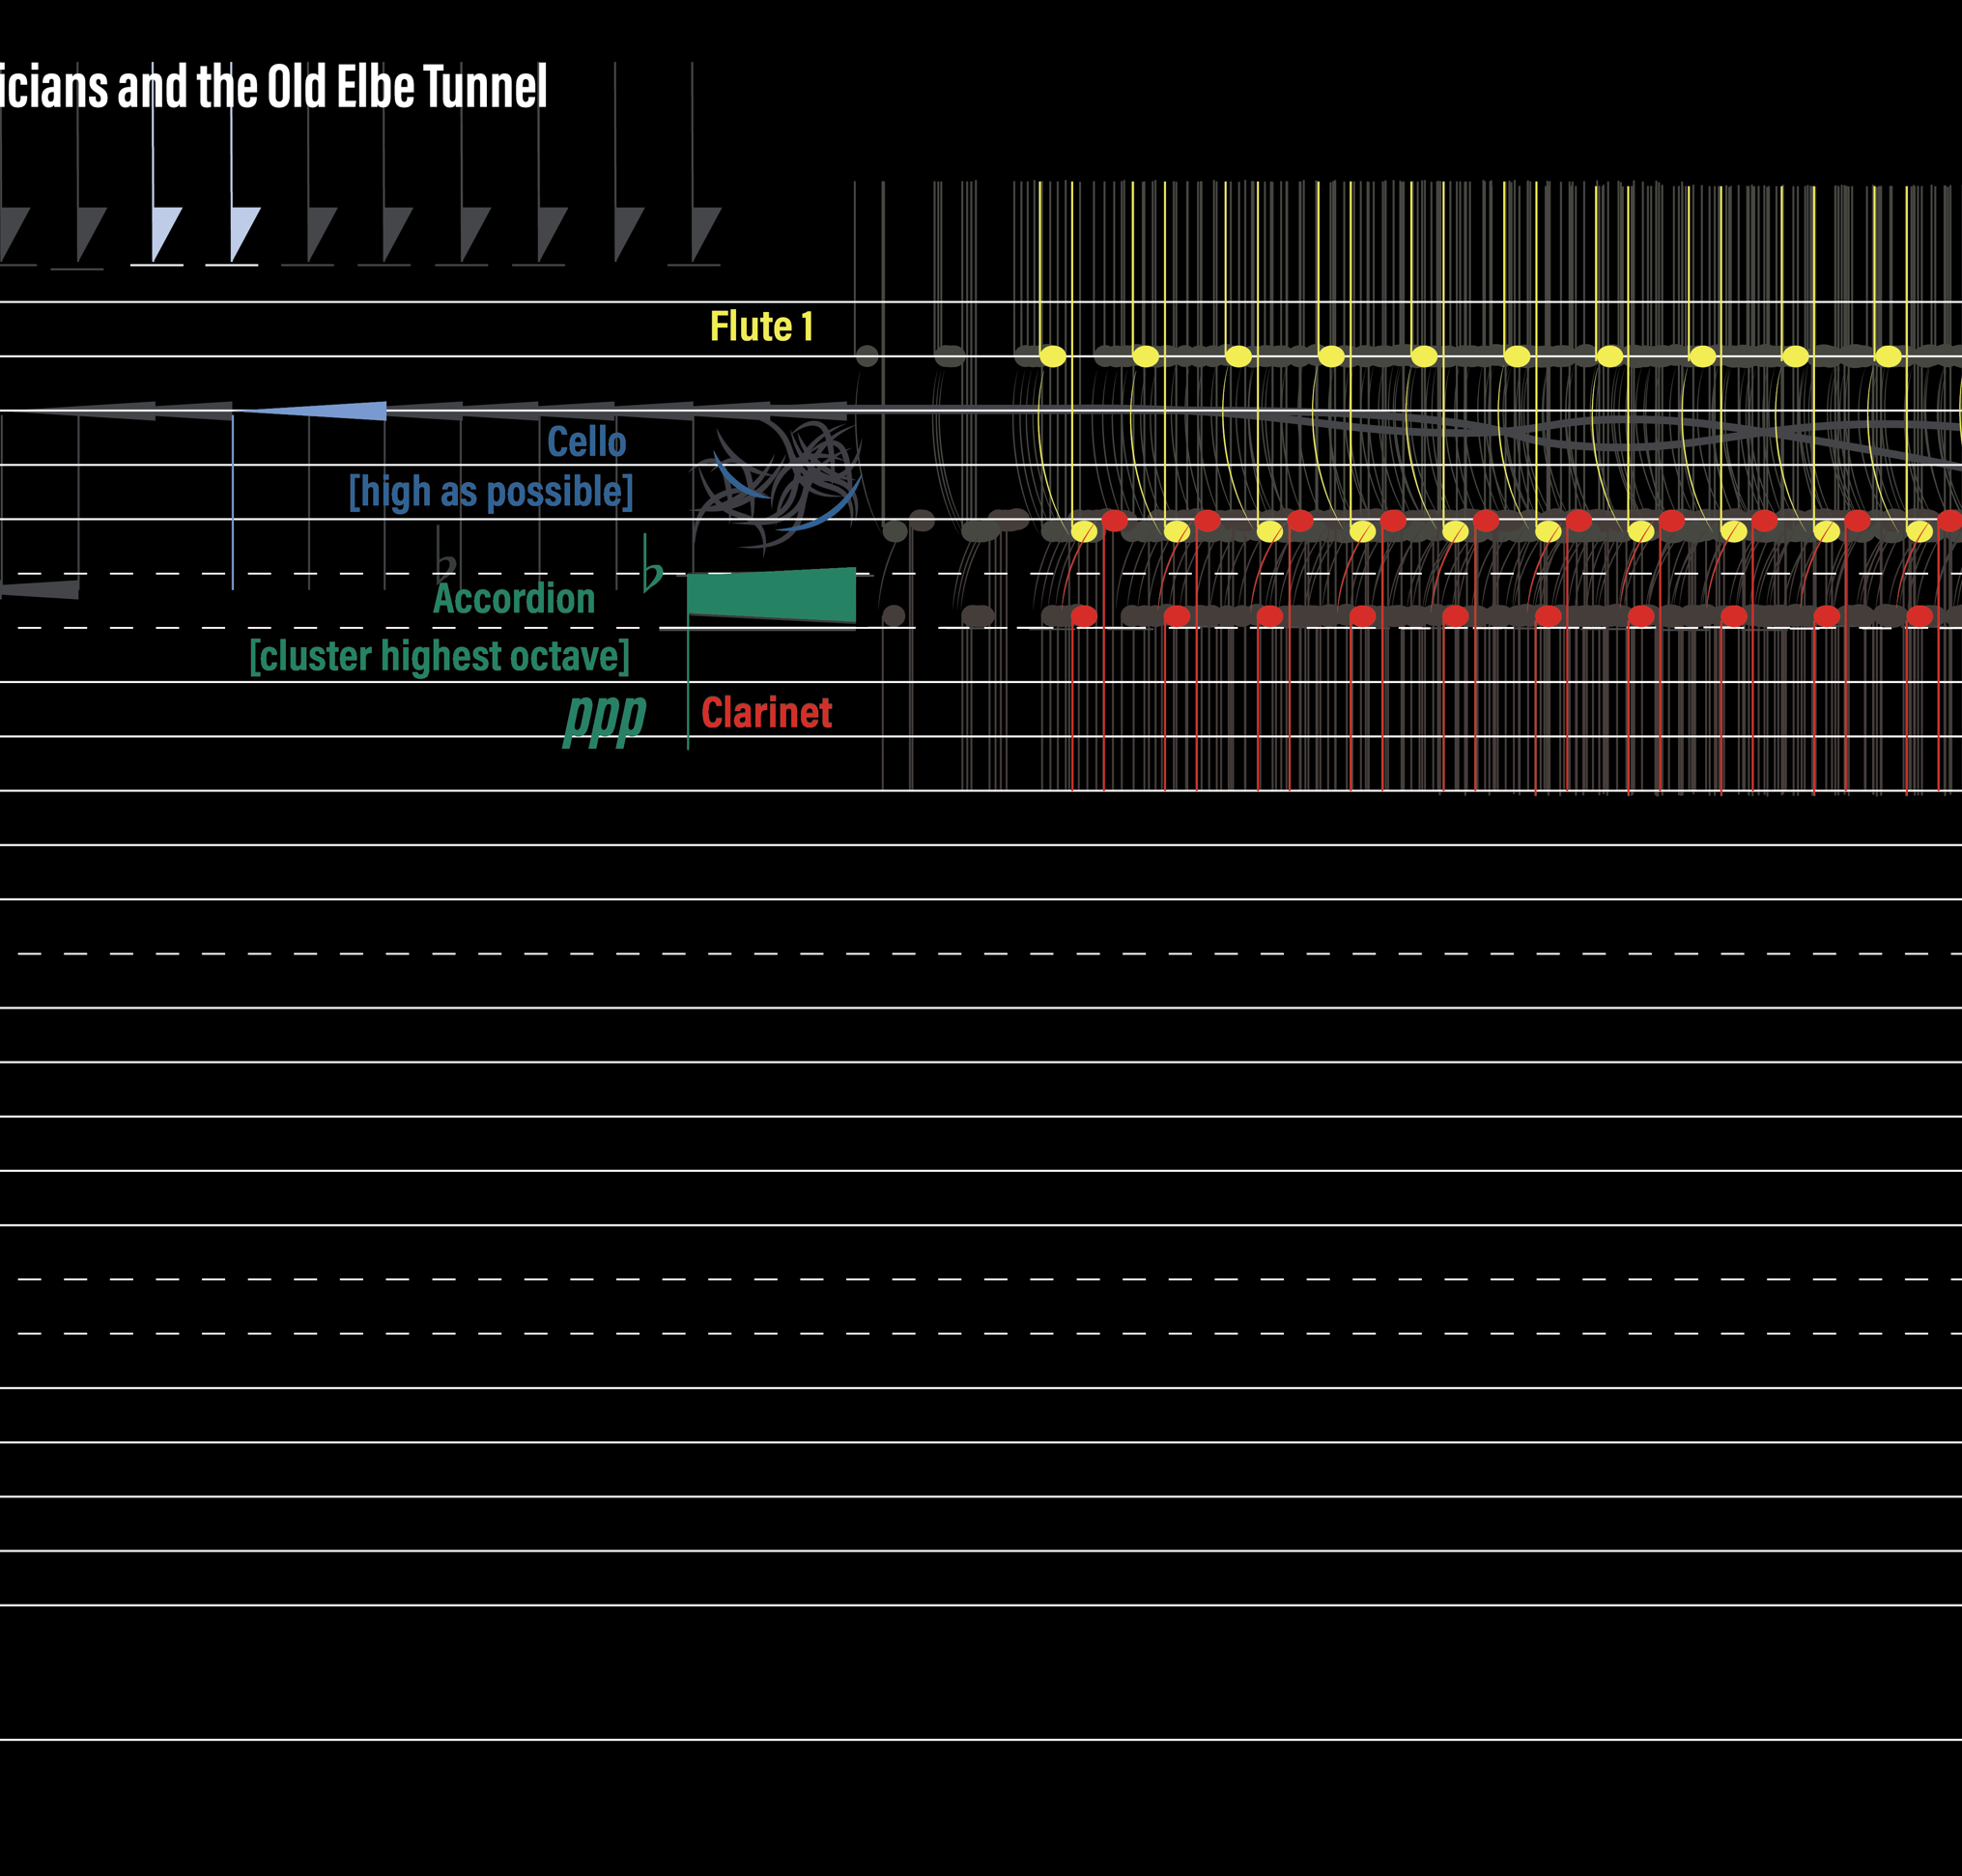 icians and the Old Elbe Tunnel
Flute 1
Cello
[high as possible]
Accordion
[cluster highest octave]
ppp
Clarinet